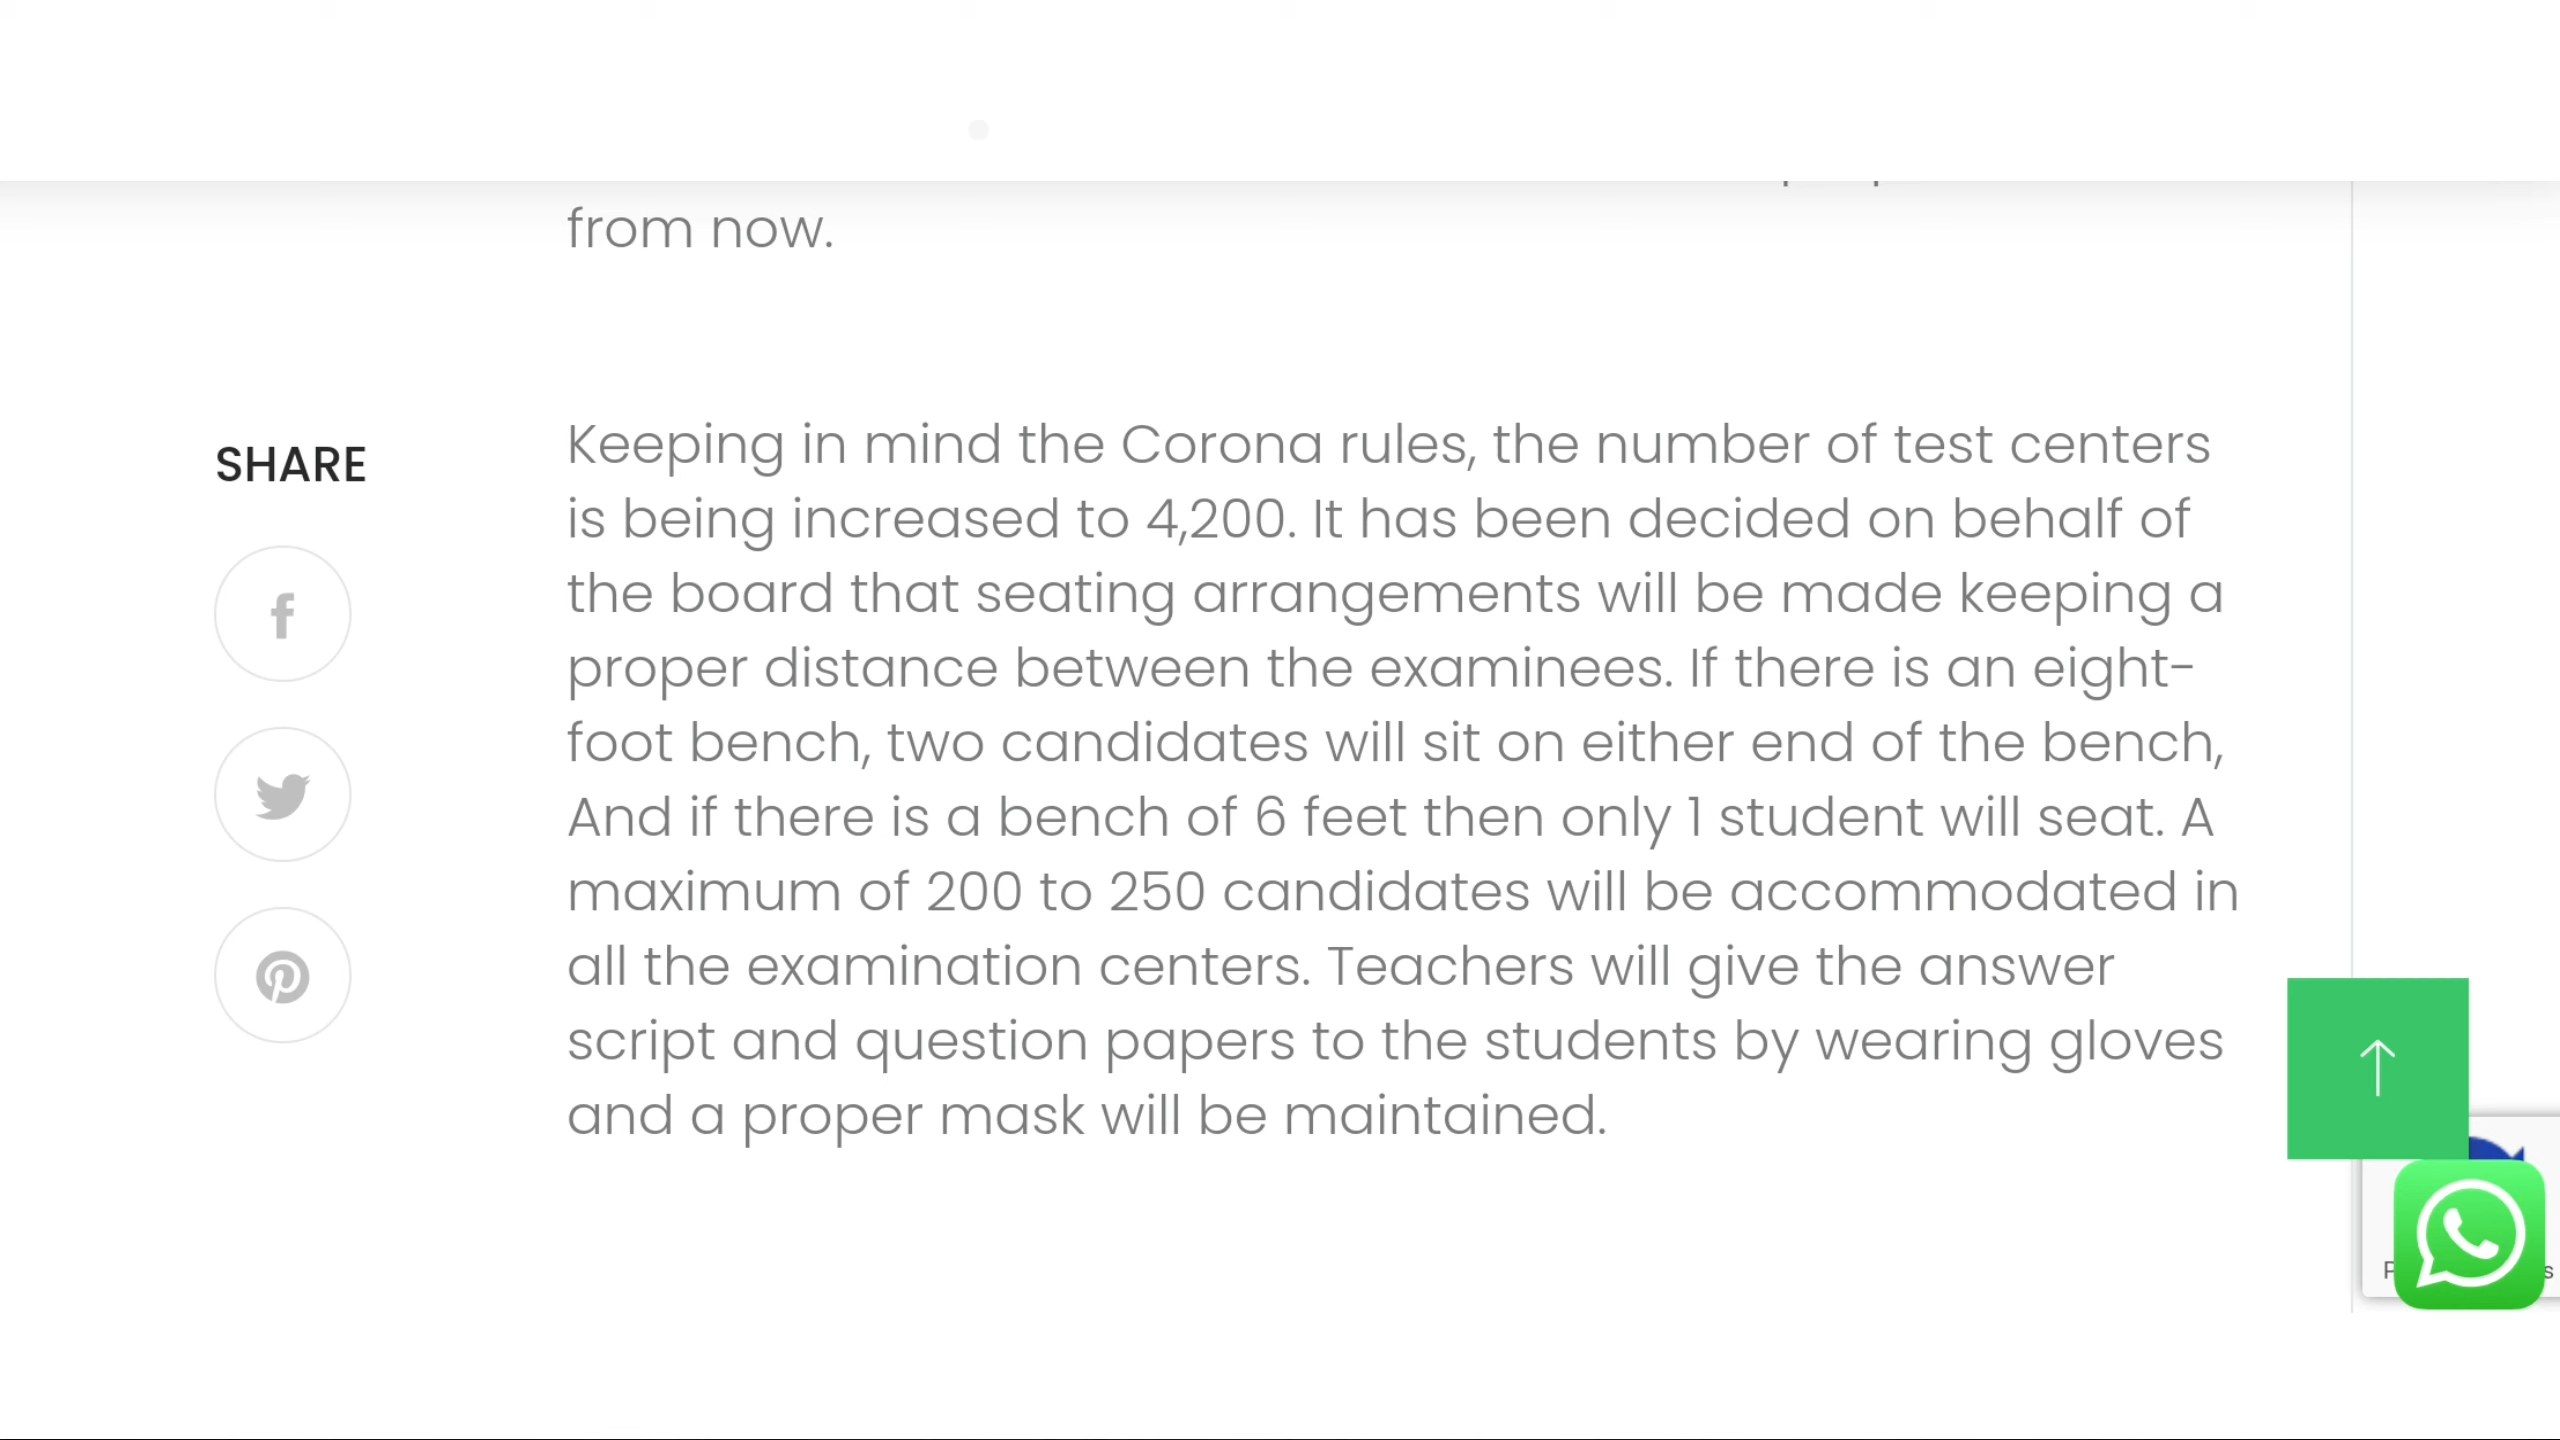 from now.
SHARE
Keeping in mind the Corona rules, the number of test centers
is being increased to 4,200. It has been decided on behalf of
the board that seating arrangements will be made keeping a
proper distance between the examinees. If there is an eight-
foot bench, two candidates will sit on either end of the bench,
And if there is a bench of 6 feet then only 1 student will seat. A
maximum of 200 to 250 candidates will be accommodated in
all the examination centers. Teachers will give the answer
script and question papers to the students by wearing gloves
and a proper mask will be maintained.